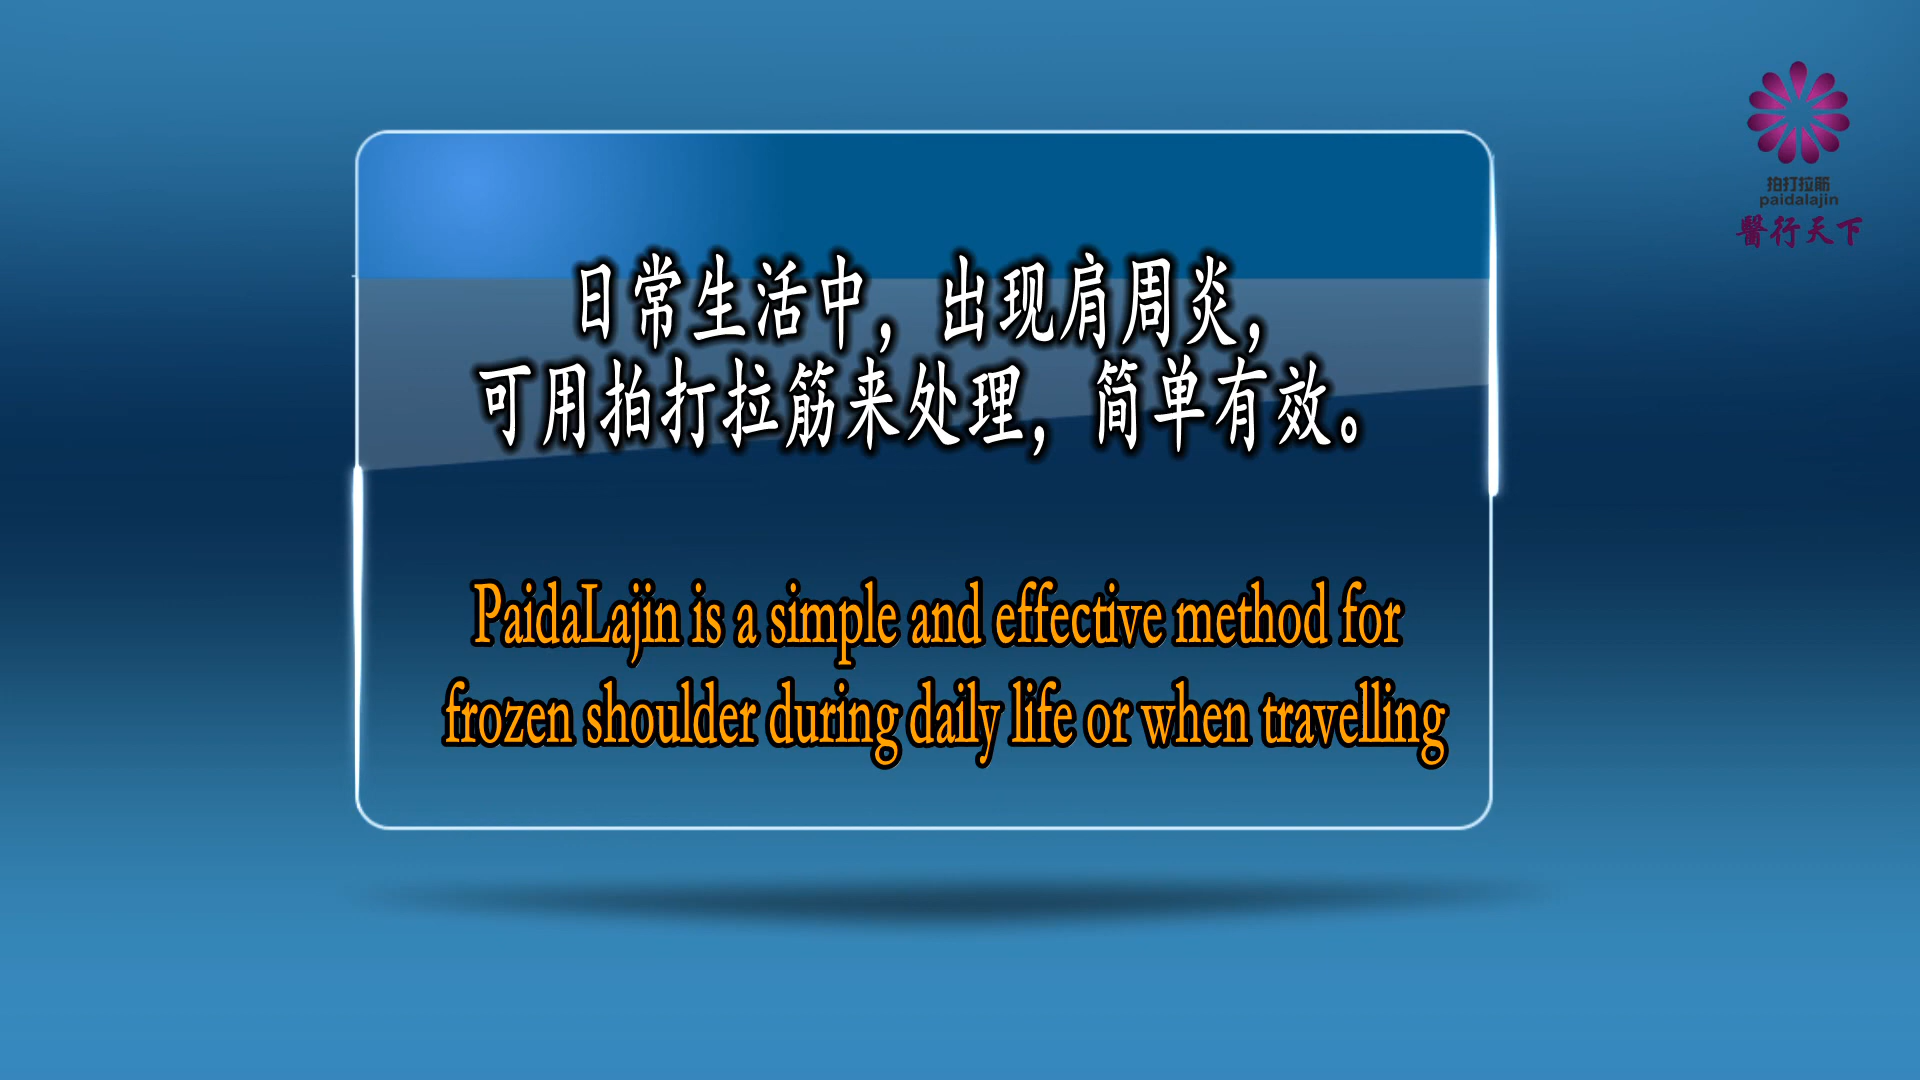 拍打拉筋
paidalajin
醫行天下
日常生活中，出现肩周炎，
可用拍打拉筋来处理，简单有效。
PaidaLajin is a simple and effective method for
frozen shoulder during daily life or when travelling